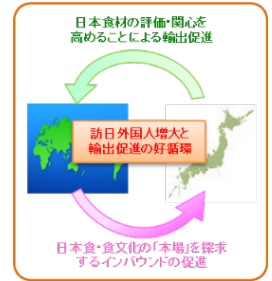 日本食材の評価・関心を
高めることによる輸出促進
訪日外国人増大と
輸出促進の好循環
日本食・食文化の「本場」を探求
するインバウンドの促進